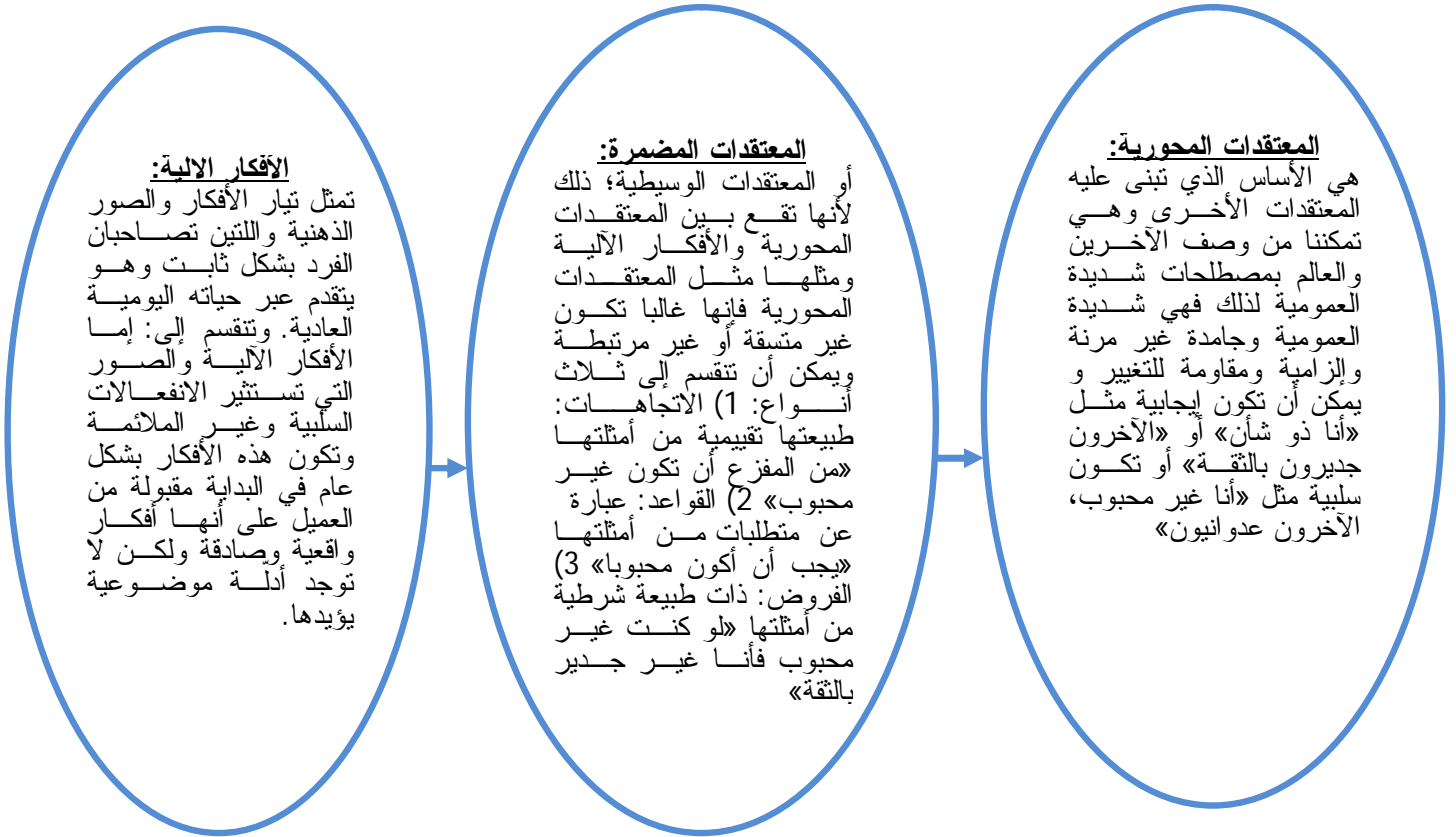 المعتقدات المحورية:
هي الأساس الذي تبنى عليه
المعتقدات الأخرى وهي
تمكننا من وصف الآخرين
والعالم بمصطلحات شديدة
العمومية لذلك فهي شديدة
العمومية وجامدة غير مرنة
وإلزامية ومقاومة للتغيير و
يمكن أن تكون إيجابية مثل
«أنا ذو شأن» أو «الآخرون
جديرون بالثقة» أو تكون
سلبية مثل «أنا غير محبوب،
الآخرون عدوانيون»
المعتقدات المضمرة:
أو المعتقدات الوسيطية؛ ذلك
لأنها تقع بين المعتقدات
المحورية والأفكار الآلية
ومثلها مثل المعتقدات
المحورية فإنها غالبا تكون
غير متسقة أو غير مرتبطة
ويمكن أن تنقسم إلى ثلاث
أنواع: 1) الاتجاهات:
طبيعتها تقييمية من أمثلتها
«من المفزع أن تكون غير
محبوب» 2) القواعد: عبارة
عن متطلبات من أمثلتها
«يجب أن أكون محبوبا» 3)
الفروض: ذات طبيعة شرطية
من أمثلتها «لو كنت غير
محبوب فأنا غير جدير
بالثقة»
الأفكار الالية:
تمثل تيار الأفكار والصور
الذهنية واللتين تصاحبان
الفرد بشكل ثابت وهو
يتقدم عبر حياته اليومية
العادية. وتنقسم إلى: إما
الأفكار الآلية والصور
التي تستثير الانفعالات
السلبية وغير الملائمة
وتكون هذه الأفكار بشكل
عام في البداية مقبولة من
العميل على أنها أفكار
واقعية وصادقة ولكن لا
توجد أدلّة موضوعية
يؤيدها.